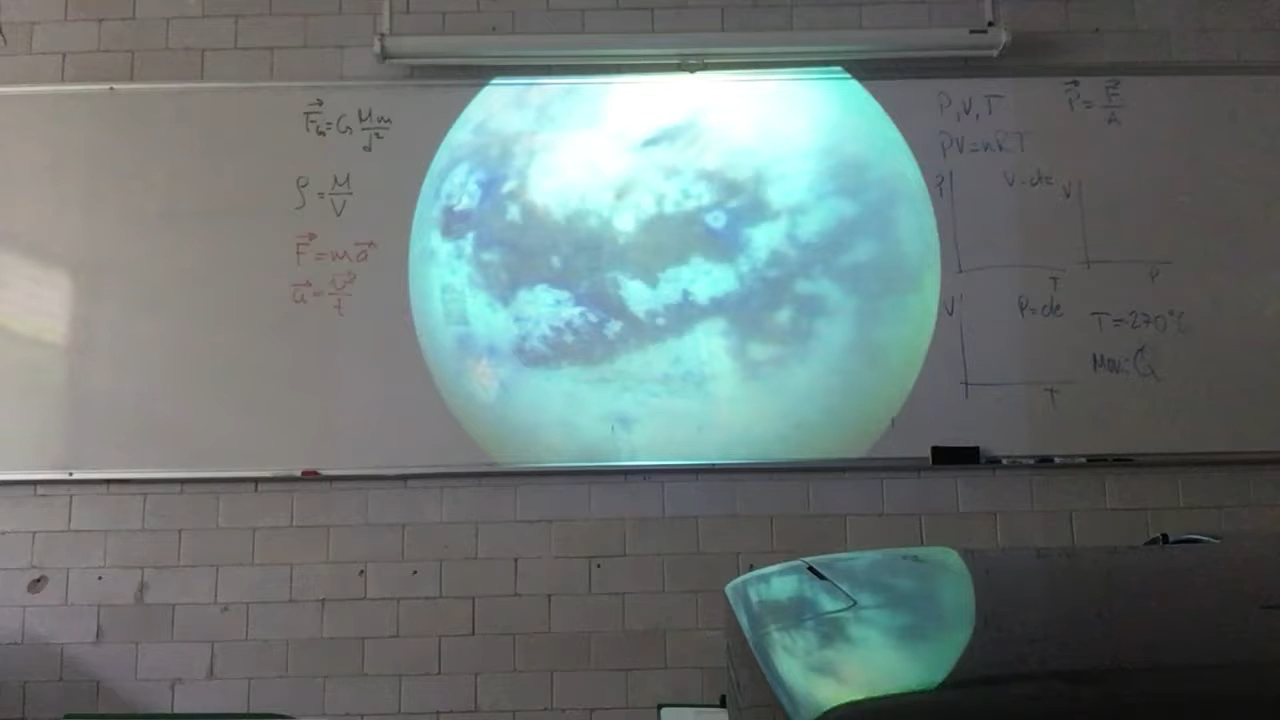 F⃗G=G Mm/d²
ρ=M/V
F⃗=ma⃗
a⃗=v⃗/t
P,V,T
P⃗=F⃗/A
PV=nRT
P
V=cte
T
V
P
V
P=cte
T
T=270°C